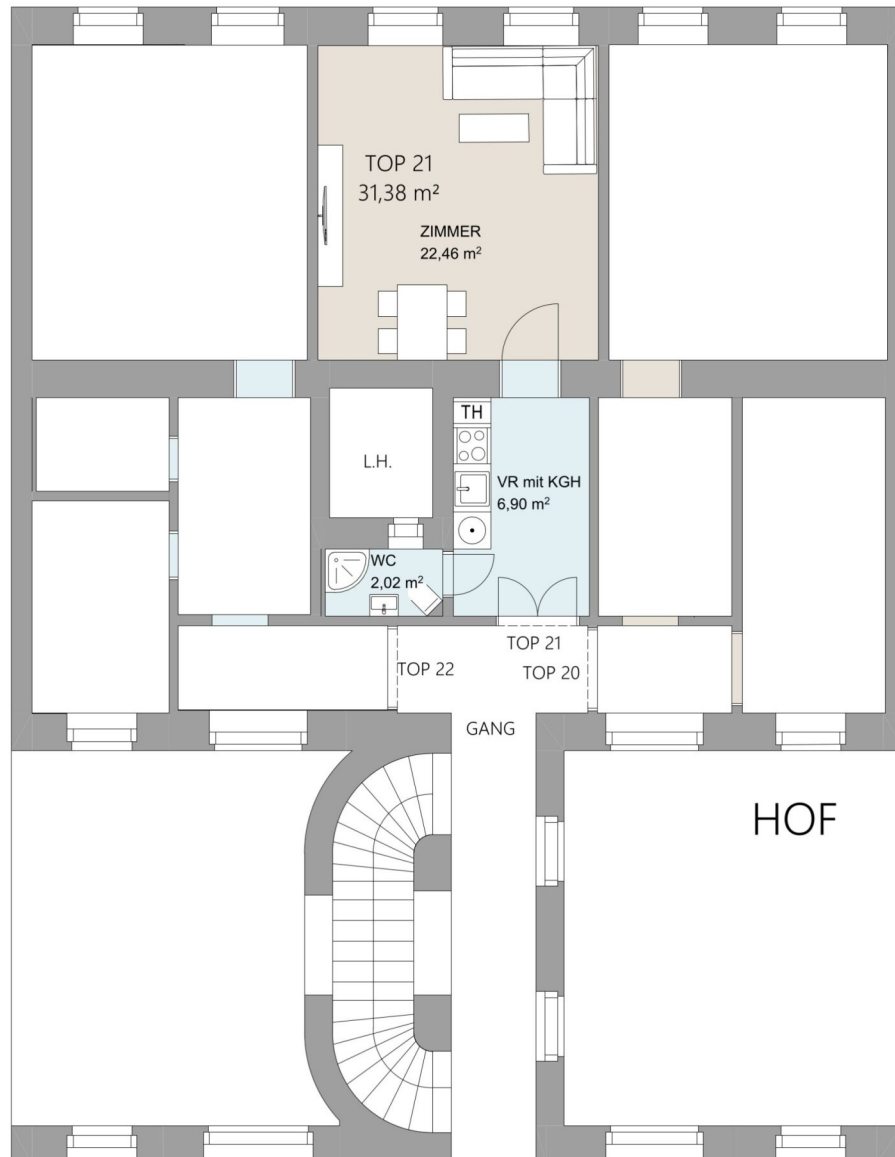 TOP 21
31,38 m²
ZIMMER
22,46 m²
TH
L.H.
VR mit KGH
6,90 m²
WC
2,02 m²
TOP 21
TOP 22
TOP 20
GANG
HOF